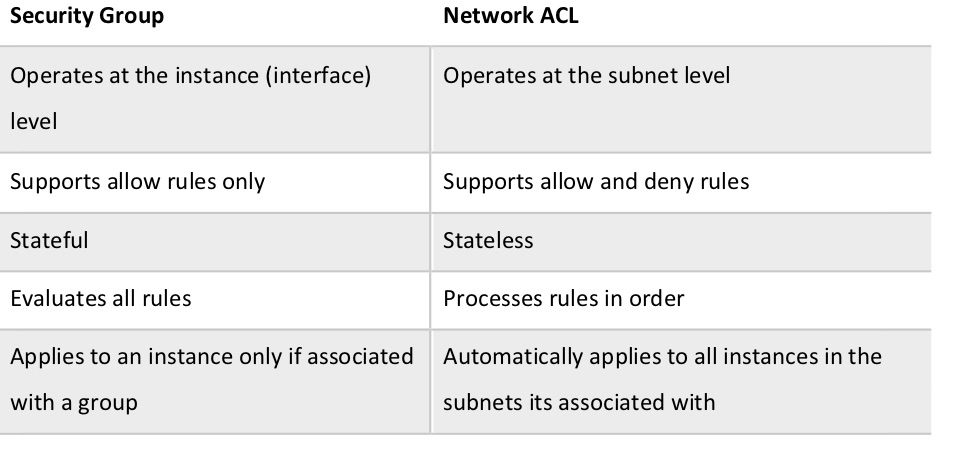 Security Group Network ACL
Operates at the instance (interface) Operates at the subnet level
level
Supports allow rules only Supports allow and deny rules
Stateful Stateless
Evaluates all rules Processes rules in order
Applies to an instance only if associated Automatically applies to all instances in the
with a group subnets its associated with